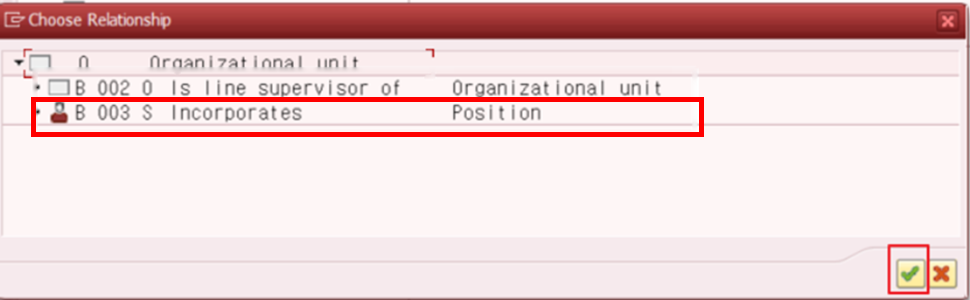 Choose Relationship
O Organizational unit
B 002 O Is line supervisor of Organizational unit
B 003 S Incorporates Position